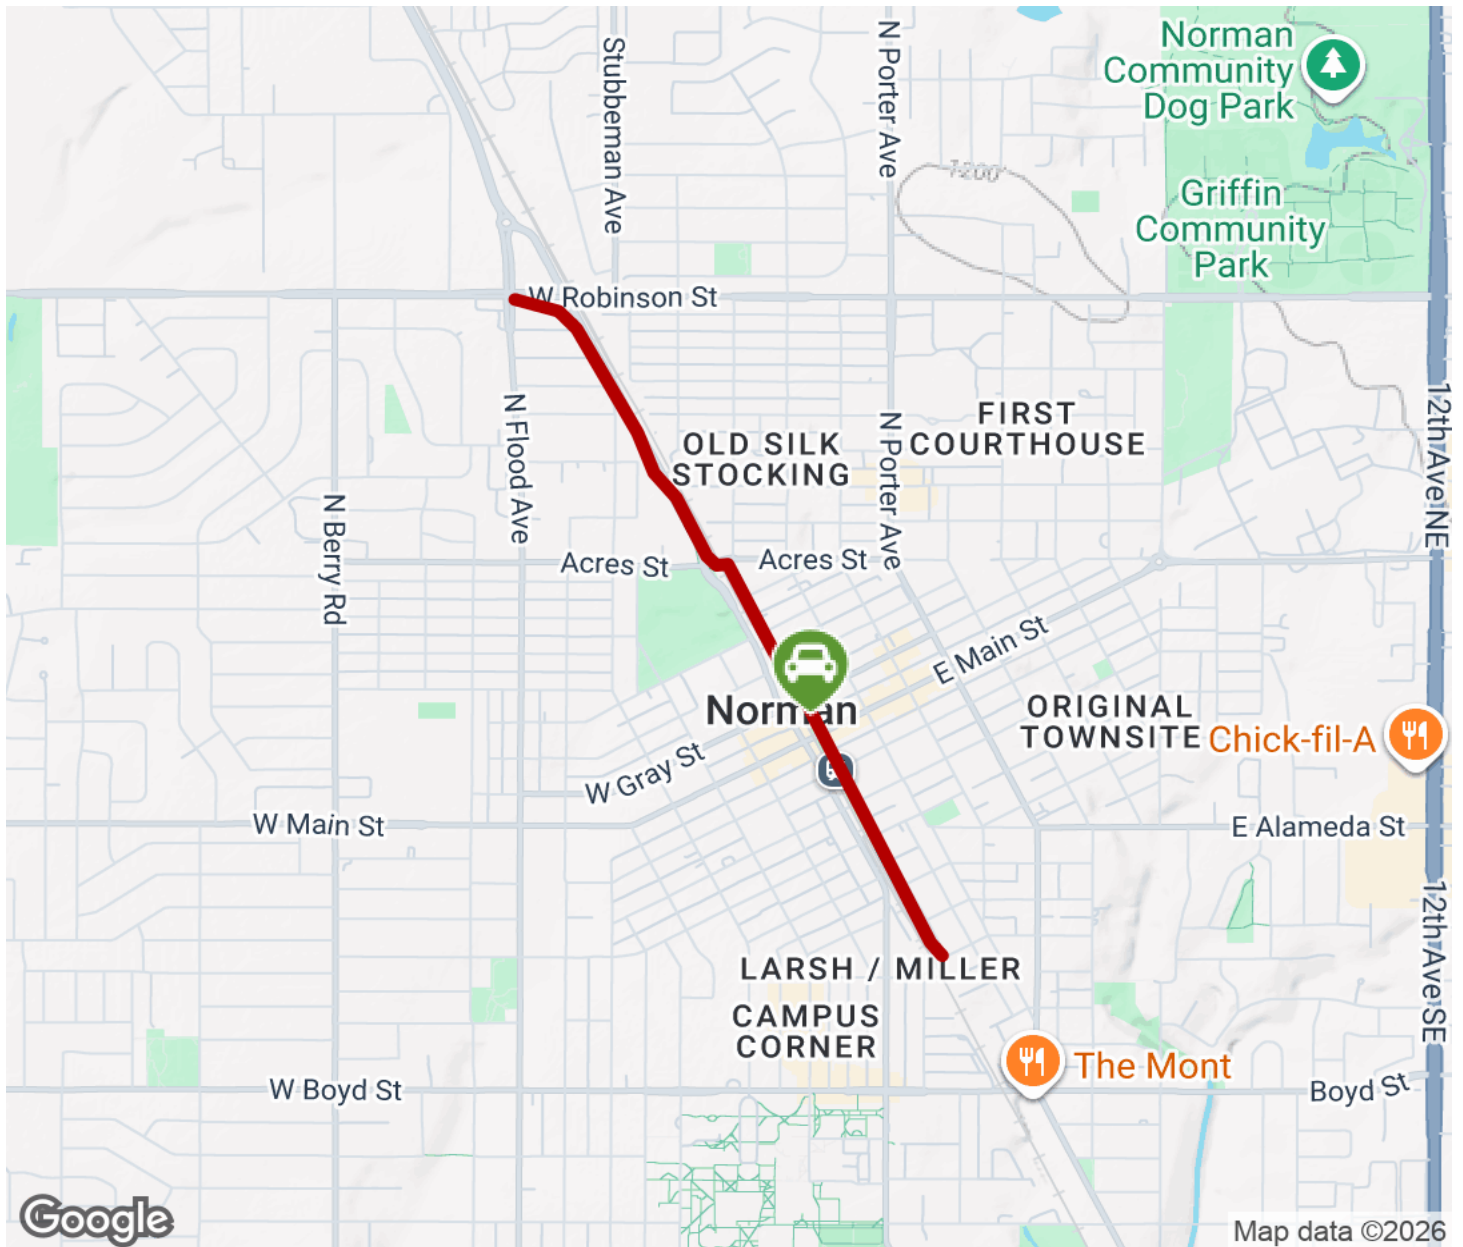 Norman
Community
Dog Park
Stubbeman Ave
N Porter Ave
1200'
Griffin
Community
Park
W Robinson St
12th Ave NE
N Flood Ave
FIRST
COURTHOUSE
OLD SILK
STOCKING
N Porter Ave
N Berry Rd
Acres St
Acres St
E Main St
Norman
ORIGINAL
TOWNSITE
Chick-fil-A
W Gray St
W Main St
E Alameda St
12th Ave SE
LARSH / MILLER
CAMPUS
CORNER
The Mont
W Boyd St
Boyd St
Google
Map data ©2026